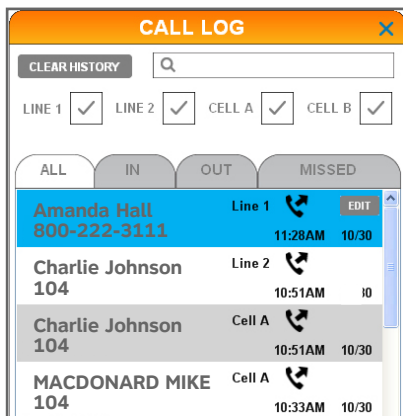 CALL LOG
CLEAR HISTORY
LINE 1 LINE 2 CELL A CELL B
ALL IN OUT MISSED
Amanda Hall Line 1 EDIT
800-222-3111 11:28AM 10/30
Charlie Johnson Line 2
104 10:51AM
Charlie Johnson Cell A
104 10:51AM 10/30
MACDONARD MIKE Cell A
104 10:33AM 10/30